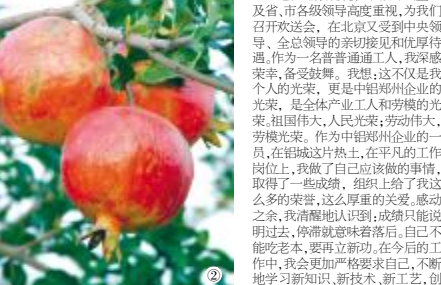 及省、市各级领导高度重视,为我们
召开欢送会，在北京又受到中央领
导、全总领导的亲切接见和优厚待
遇。作为一名普普通通工人,我深感
荣幸,备受鼓舞。我想:这不仅是我
个人的光荣，更是中铝郑州企业的
光荣，是全体产业工人和劳模的光
荣。祖国伟大,人民光荣;劳动伟大,
劳模光荣。作为中铝郑州企业的一
员,在铝城这片热土,在平凡的工作
岗位上,我做了自己应该做的事情,
取得了一些成绩，组织上给了我这
么多的荣誉,这么厚重的关爱。感动
之余,我清醒地认识到:成绩只能说
明过去,停滞就意味着落后。自己不
能吃老本,要再立新功。在今后的工
作中,我会更加严格要求自己,不断
地学习新知识、新技术、新工艺,创
②